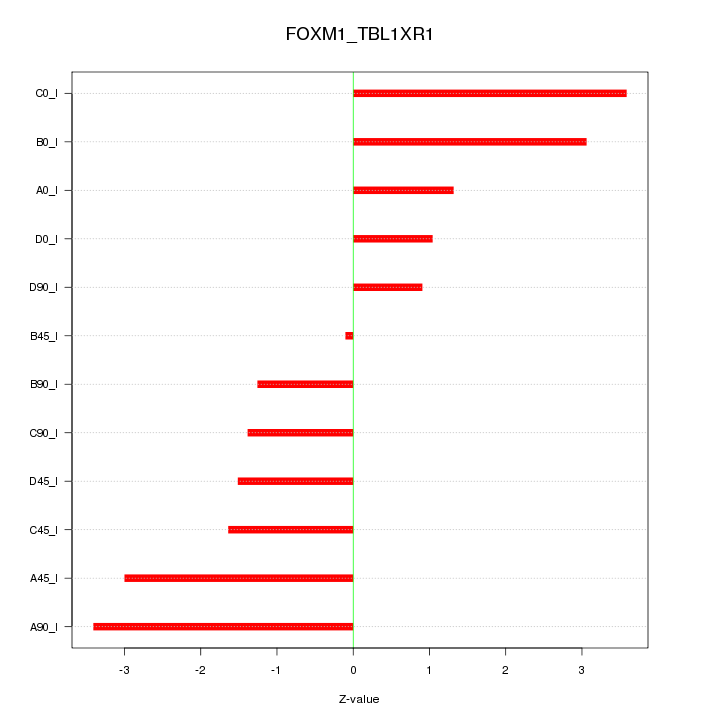 FOXM1_TBL1XR1
C0_I
B0_I
A0_I
D0_I
D90_I
B45_I
B90_I
C90_I
D45_I
C45_I
A45_I
A90_I
-3 -2 -1 0 1 2 3
Z-value